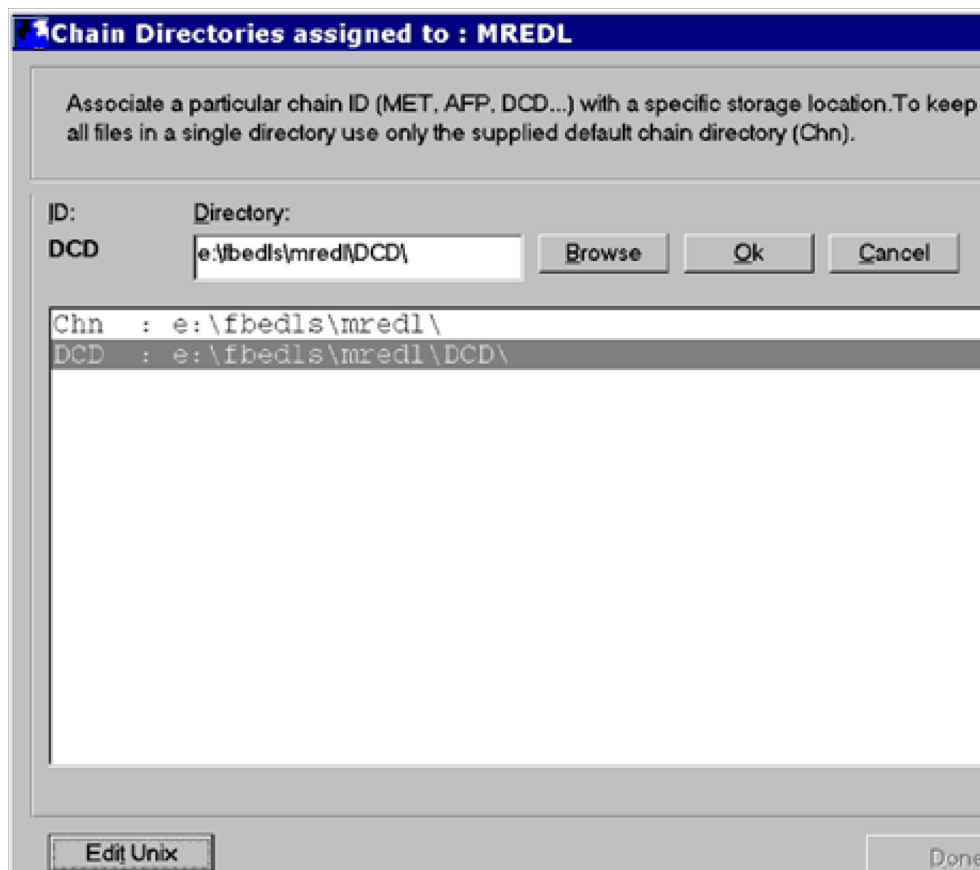 Chain Directories assigned to : MREDL
Associate a particular chain ID (MET, AFP, DCD...) with a specific storage location.To keep
all files in a single directory use only the supplied default chain directory (Chn).
ID: Directory:
DCD e:\fbedls\mredl\DCD\ Browse Ok Cancel
Chn : e:\fbedls\mredl\
DCD : e:\fbedls\mredl\DCD\
Edit Unix Done